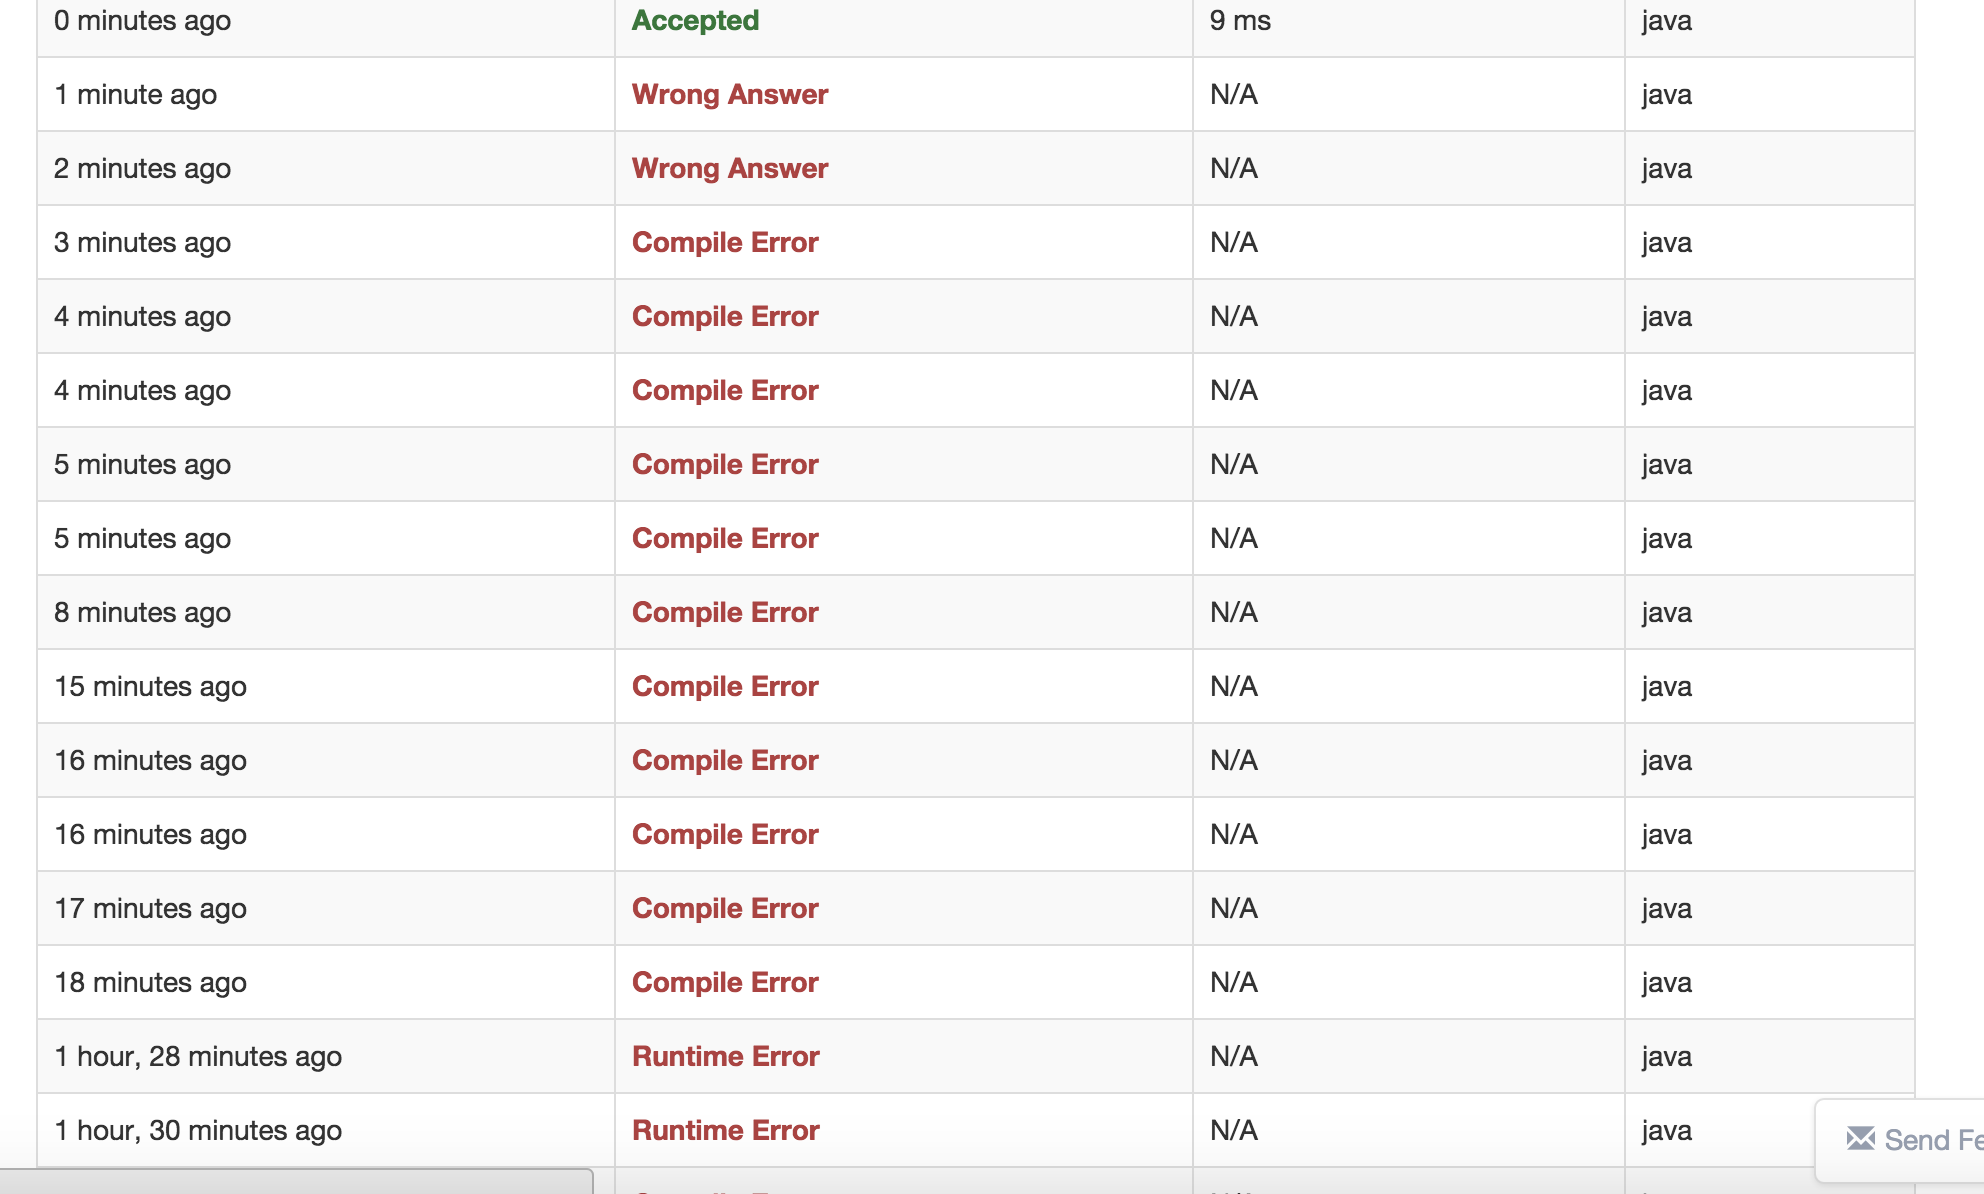 0 minutes ago Accepted 9 ms java
1 minute ago Wrong Answer N/A java
2 minutes ago Wrong Answer N/A java
3 minutes ago Compile Error N/A java
4 minutes ago Compile Error N/A java
4 minutes ago Compile Error N/A java
5 minutes ago Compile Error N/A java
5 minutes ago Compile Error N/A java
8 minutes ago Compile Error N/A java
15 minutes ago Compile Error N/A java
16 minutes ago Compile Error N/A java
16 minutes ago Compile Error N/A java
17 minutes ago Compile Error N/A java
18 minutes ago Compile Error N/A java
1 hour, 28 minutes ago Runtime Error N/A java
1 hour, 30 minutes ago Runtime Error N/A java
Send Fe